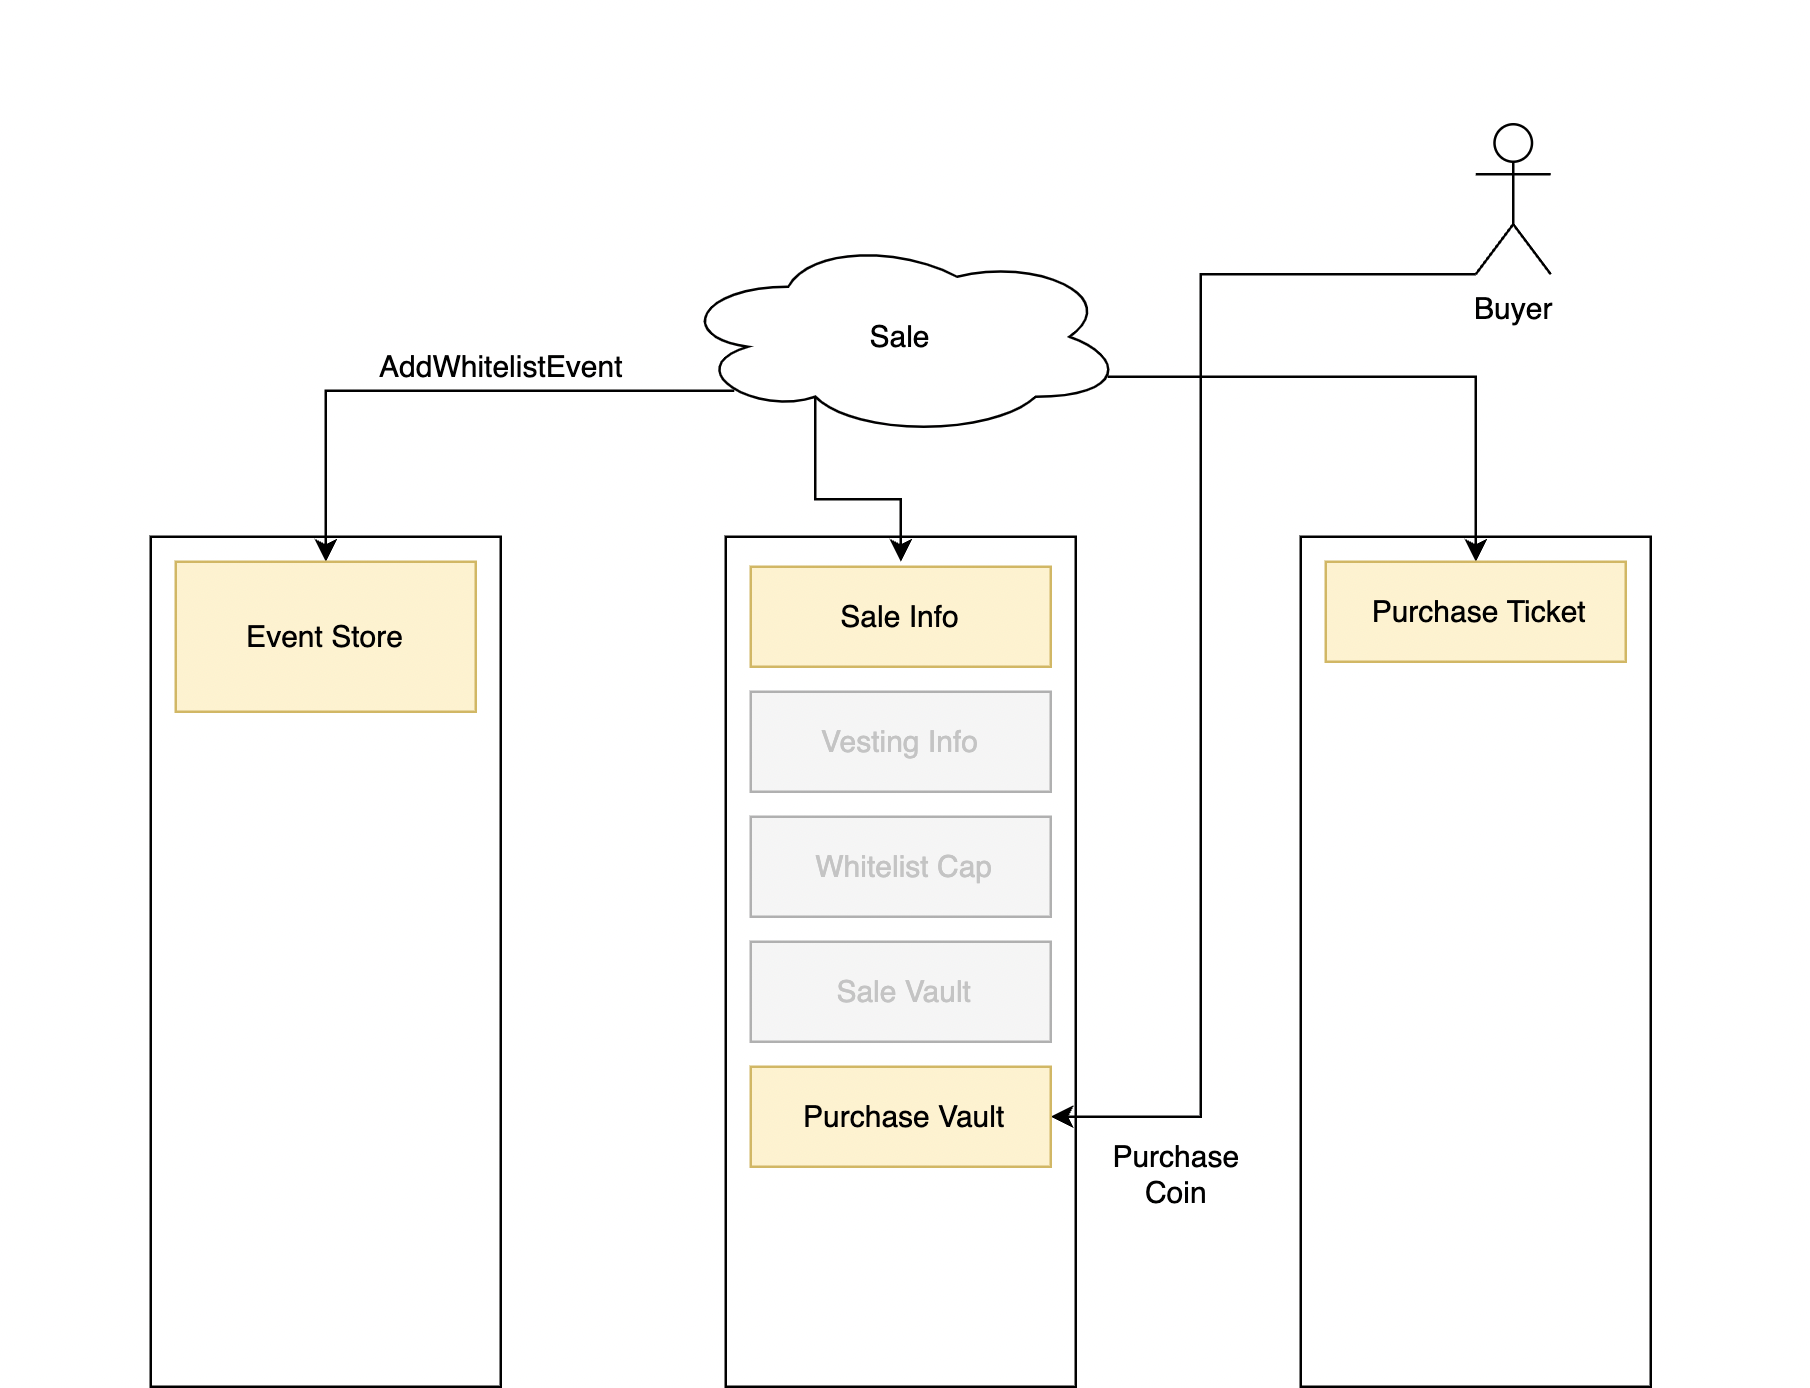 Buyer
Sale
AddWhitelistEvent
Event Store
Sale Info
Purchase Ticket
Vesting Info
Whitelist Cap
Sale Vault
Purchase Vault
Purchase
Coin